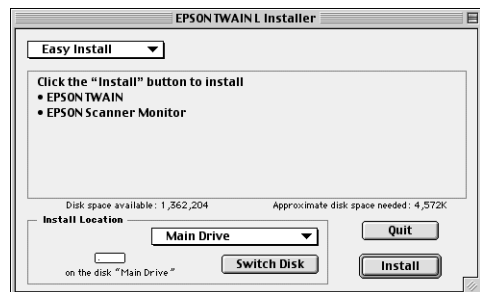 EPSON TWAIN L Installer
Easy Install
Click the “Install” button to install
• EPSON TWAIN
• EPSON Scanner Monitor
Disk space available: 1,362,204
Approximate disk space needed: 4,572K
Install Location
Main Drive
Quit
on the disk “Main Drive”
Switch Disk
Install